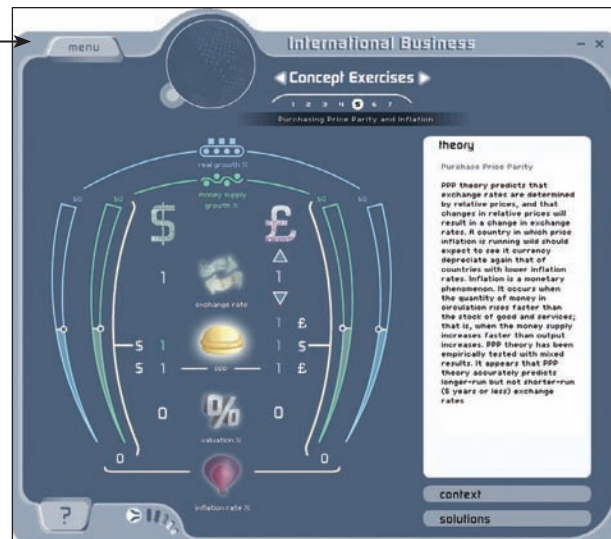 menu
International Business
Concept Exercises
1 2 3 4 5 6 7
Purchasing Price Parity and Inflation
real growth %
money supply
growth %
50 50 50 50
$ £
1 1
exchange rate
1 £
$ 1 1 $
$ 1 1 £
ppp
0 0
valuation %
0 0
inflation rate %
?
theory
Purchase Price Parity
PPP theory predicts that
exchange rates are determined
by relative prices, and that
changes in relative prices will
result in a change in exchange
rates. A country in which price
inflation is running wild should
expect to see it currency
depreciate again that of
countries with lower inflation
rates. Inflation is a monetary
phenomenon. It occurs when
the quantity of money in
circulation rises faster than
the stock of good and services;
that is, when the money supply
increases faster than output
increases. PPP theory has been
empirically tested with mixed
results. It appears that PPP
theory accurately predicts
longer-run but not shorter-run
(5 years or less) exchange
rates
context
solutions